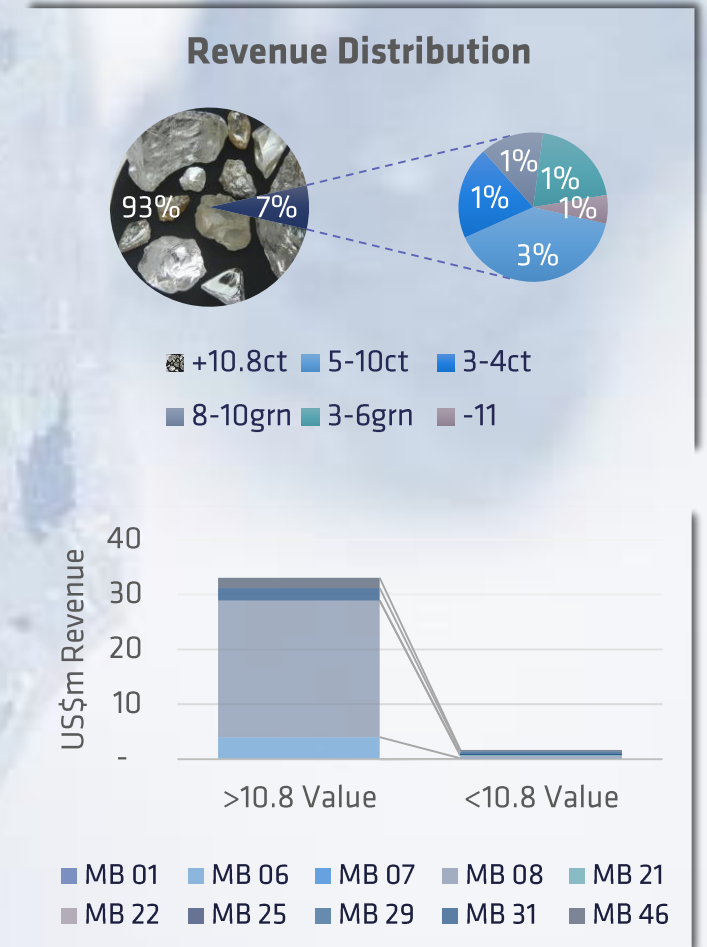 Revenue Distribution
93% 7%
1% 1%
1% 1%
3%
+10.8ct 5-10ct 3-4ct
8-10grn 3-6grn -11
US$m Revenue
40
30
20
10
-
>10.8 Value <10.8 Value
MB 01 MB 06 MB 07 MB 08 MB 21
MB 22 MB 25 MB 29 MB 31 MB 46